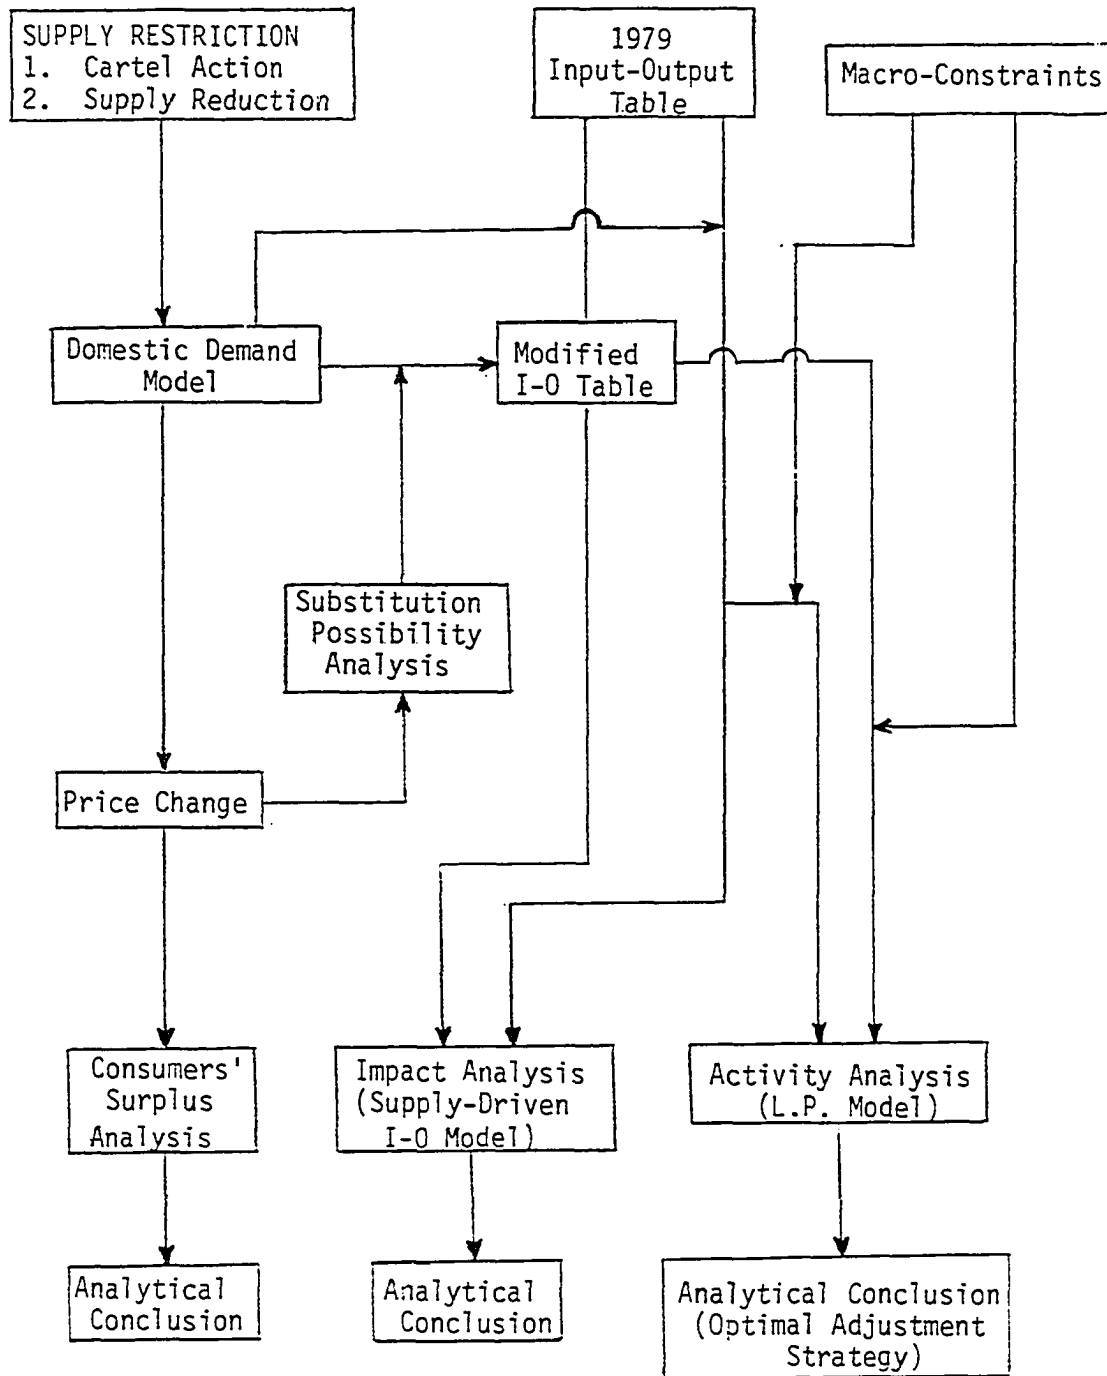 SUPPLY RESTRICTION
1. Cartel Action
2. Supply Reduction
1979
Input-Output
Table
Macro-Constraints
Domestic Demand
Model
Modified
I-O Table
Substitution
Possibility
Analysis
Price Change
Consumers'
Surplus
Analysis
Impact Analysis
(Supply-Driven
I-O Model)
Activity Analysis
(L.P. Model)
Analytical
Conclusion
Analytical
Conclusion
Analytical Conclusion
(Optimal Adjustment
Strategy)